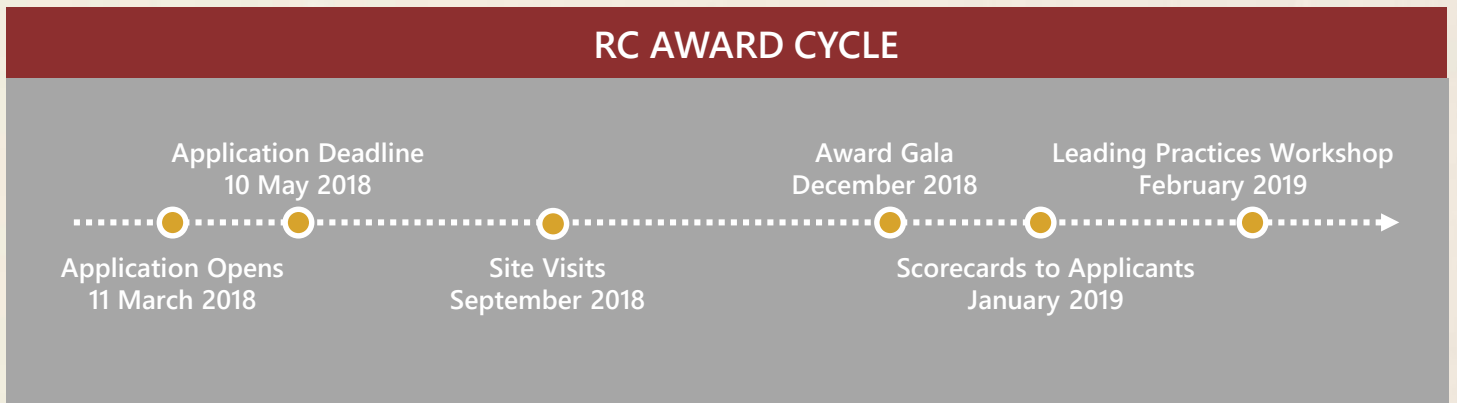 RC AWARD CYCLE
Application Deadline
10 May 2018
Award Gala
December 2018
Leading Practices Workshop
February 2019
Application Opens
11 March 2018
Site Visits
September 2018
Scorecards to Applicants
January 2019